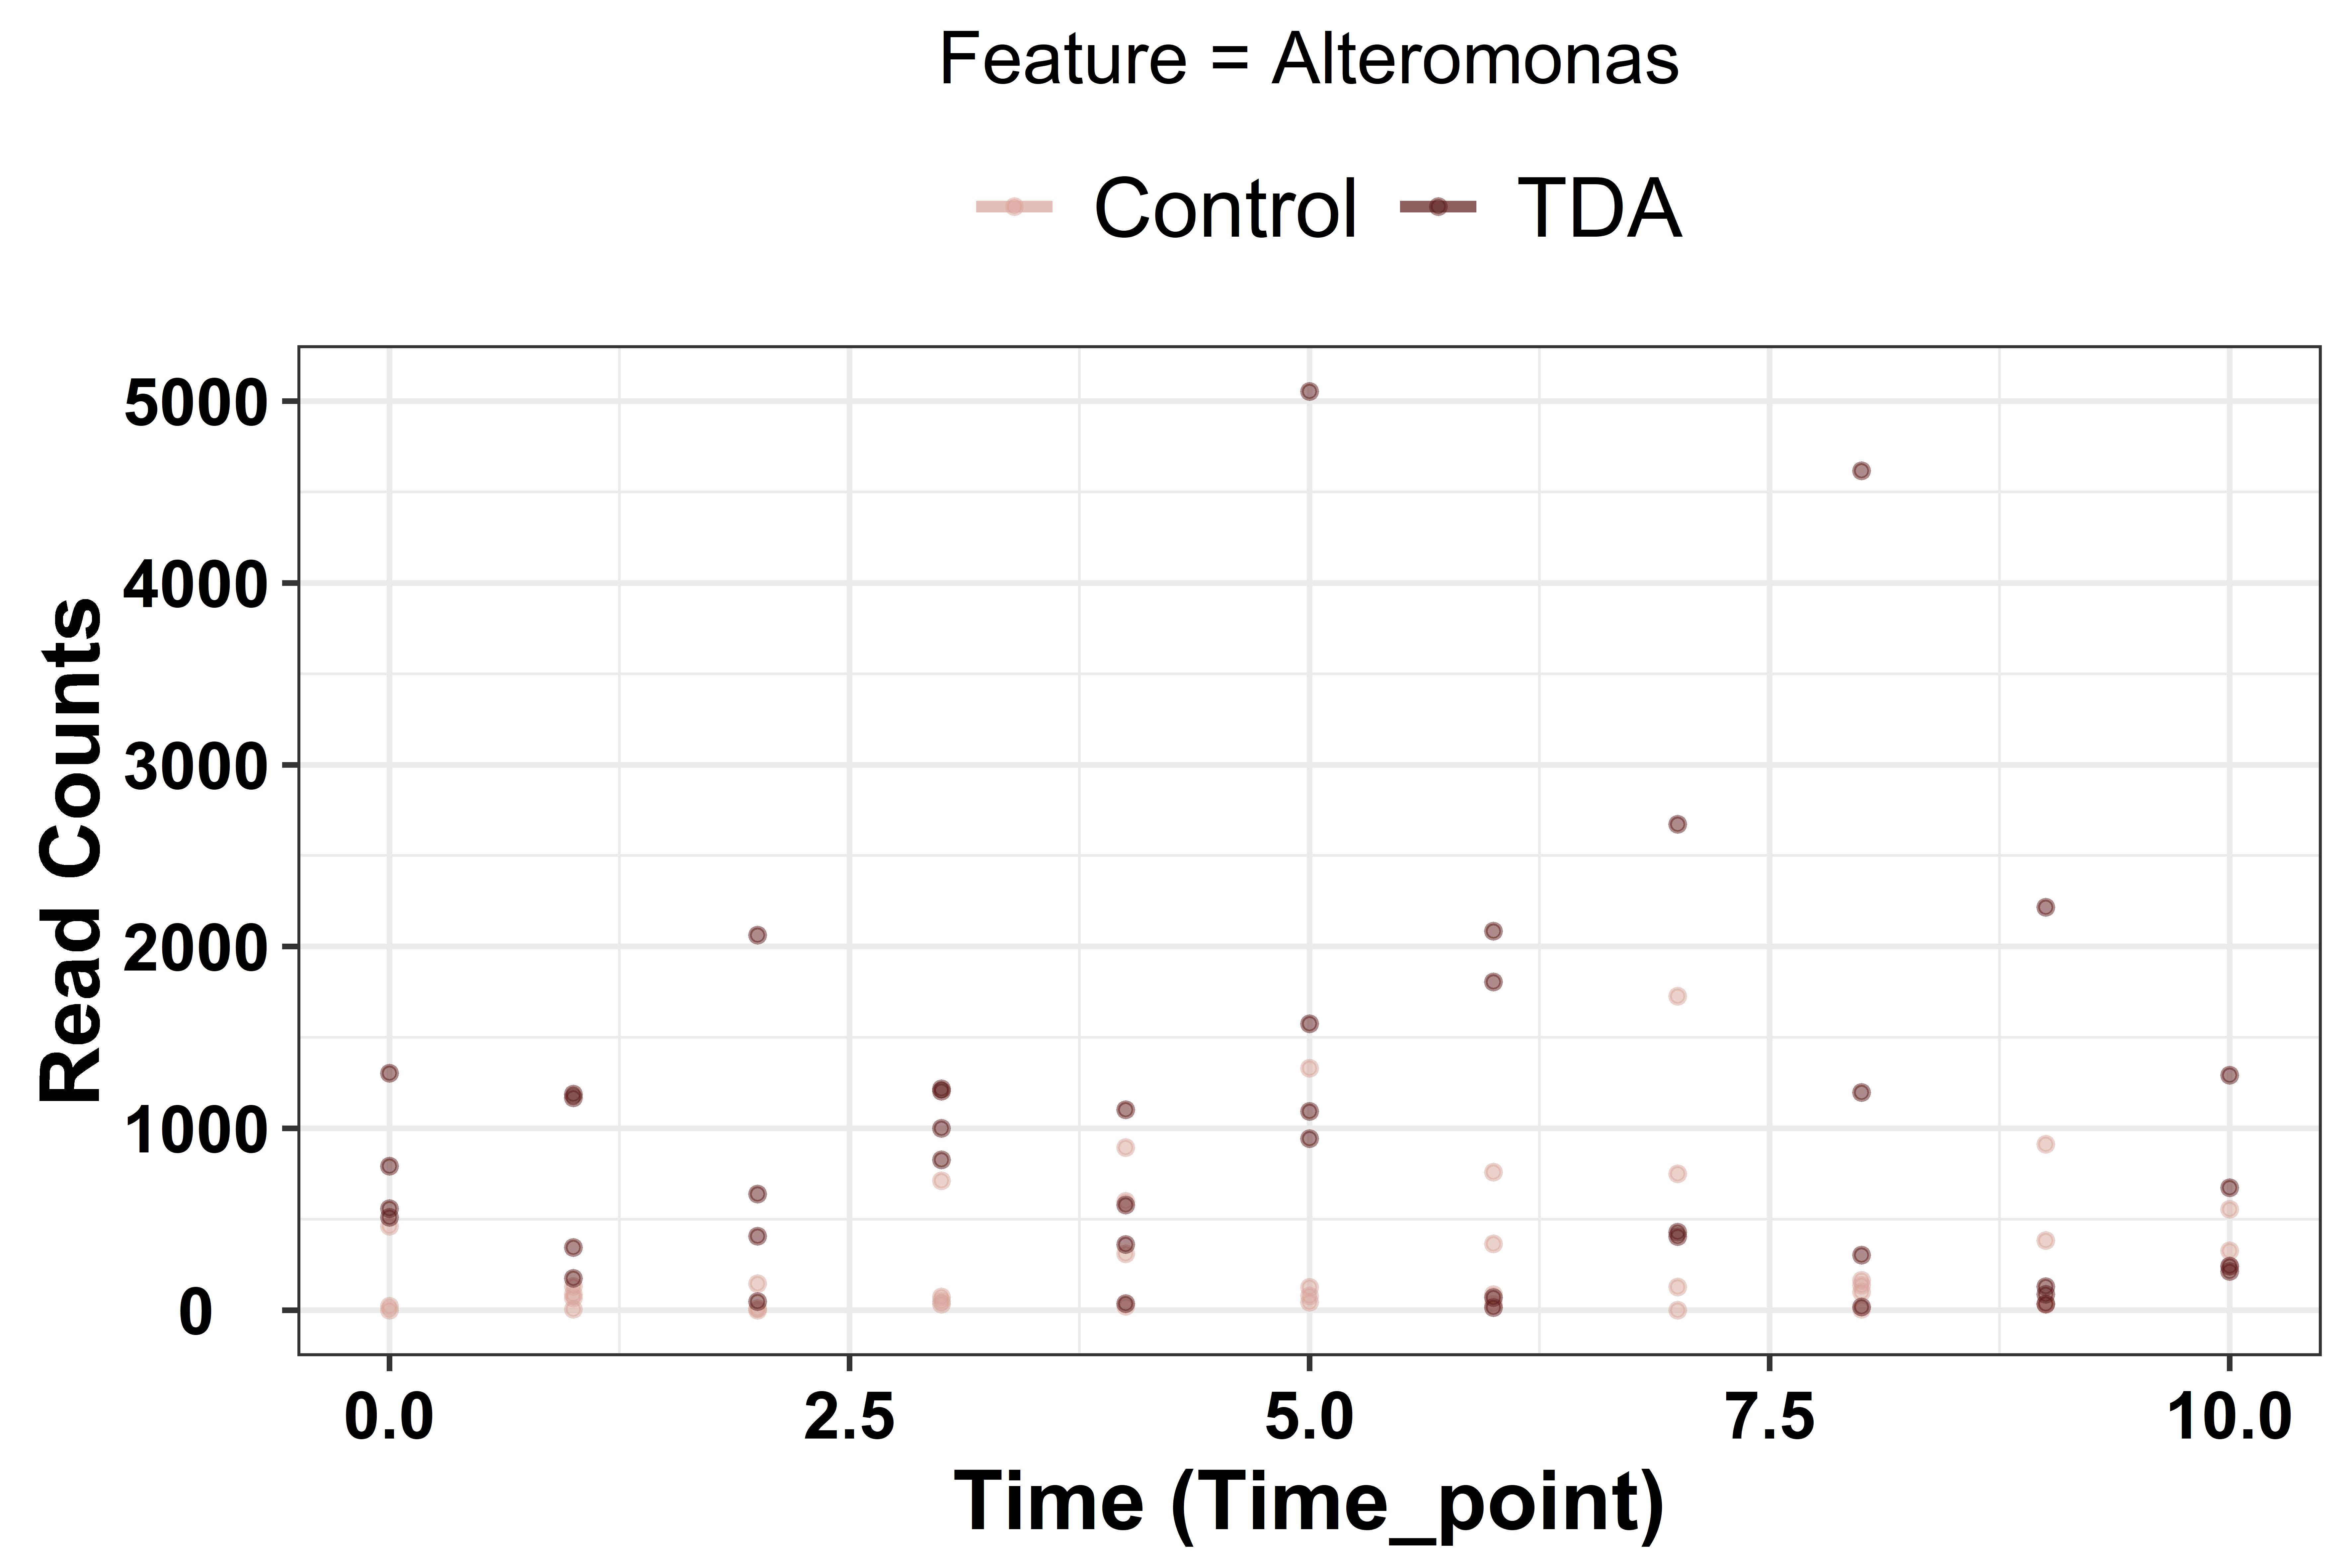 Feature = Alteromonas
Control TDA
5000
4000
3000
2000
1000
0
Read Counts
0.0 2.5 5.0 7.5 10.0
Time (Time_point)